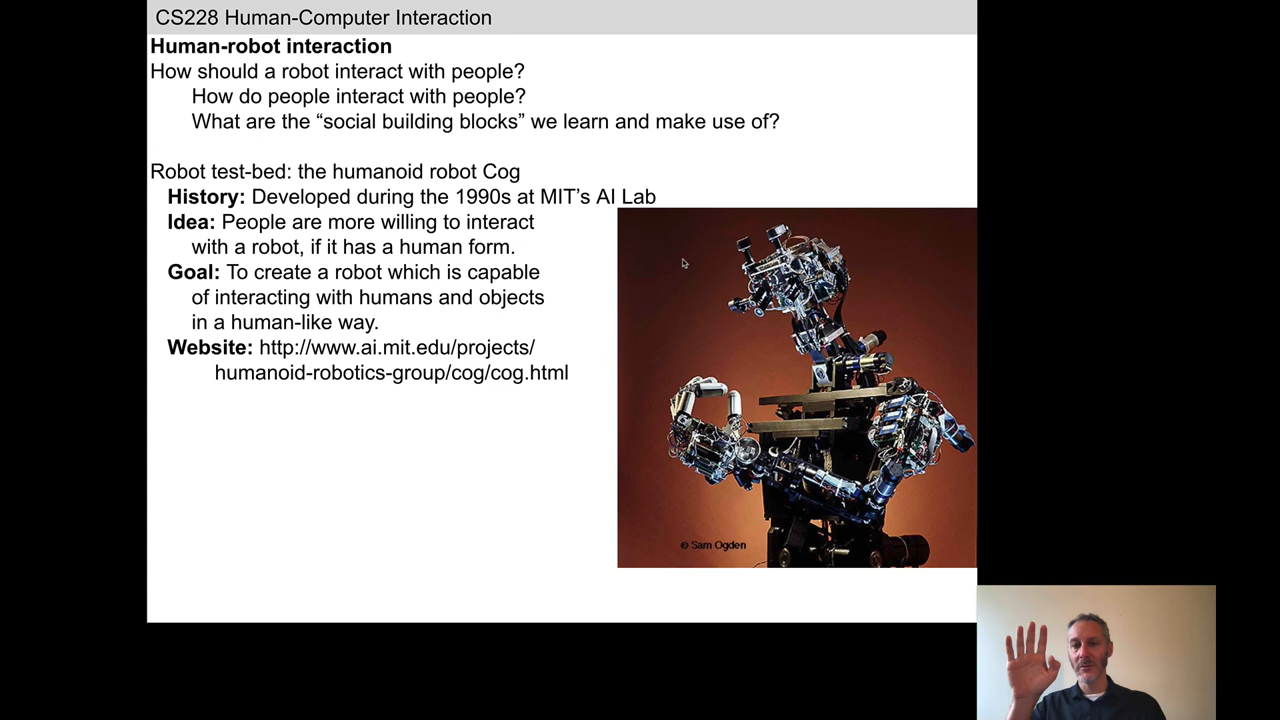 CS228 Human-Computer Interaction
Human-robot interaction
How should a robot interact with people?
How do people interact with people?
What are the “social building blocks” we learn and make use of?
Robot test-bed: the humanoid robot Cog
History: Developed during the 1990s at MIT’s AI Lab
Idea: People are more willing to interact
with a robot, if it has a human form.
Goal: To create a robot which is capable
of interacting with humans and objects
in a human-like way.
Website: http://www.ai.mit.edu/projects/
humanoid-robotics-group/cog/cog.html
© Sam Ogden